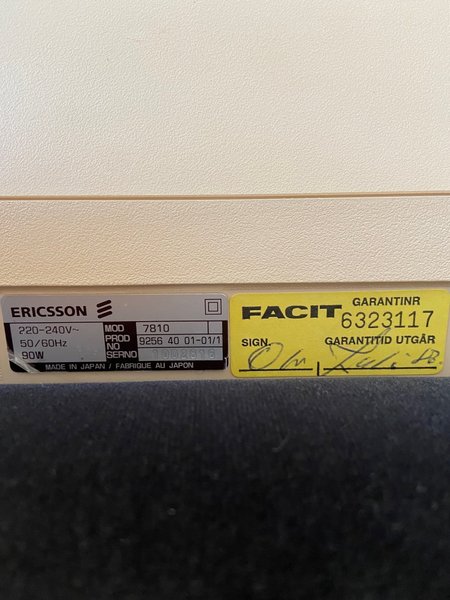 ERICSSON
220-240V~
50/60Hz
90W
MOD 7810
PROD NO 9256 40 01-01/1
SERNO
MADE IN JAPAN / FABRIQUE AU JAPON
FACIT GARANTINR
6323117
SIGN. GARANTITID UTGÅR